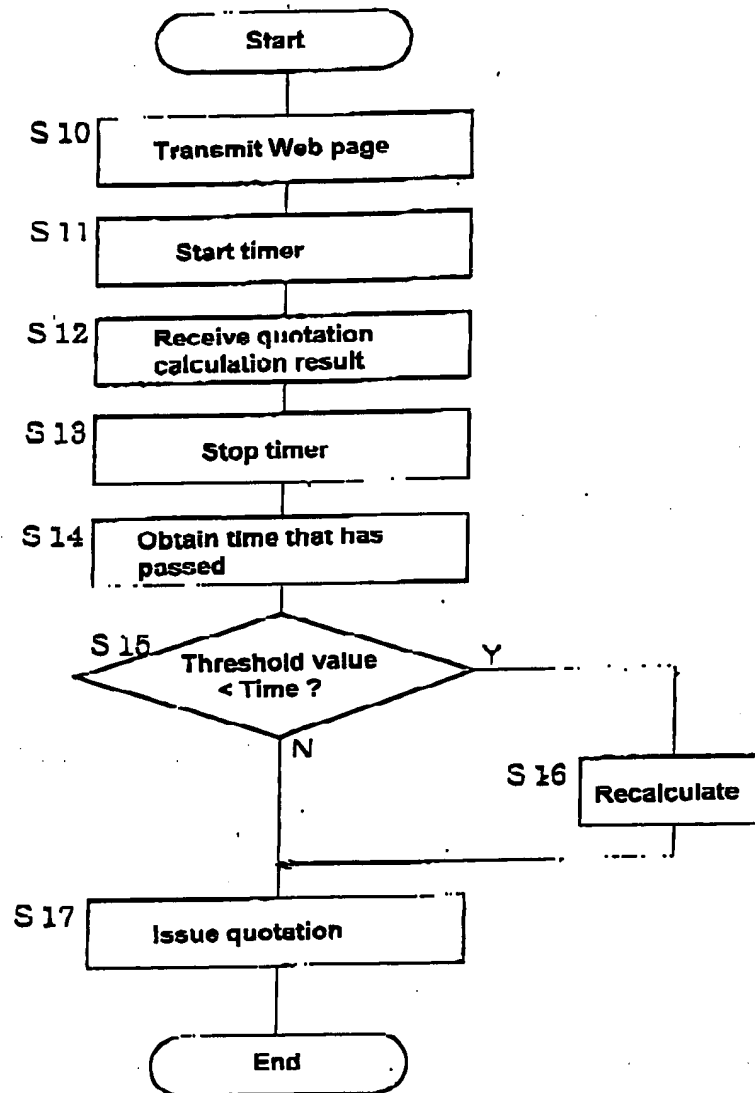 Start
S 10
Transmit Web page
S 11
Start timer
S 12
Receive quotation
calculation result
S 13
Stop timer
S 14
Obtain time that has
passed
S 15
Threshold value
< Time ?
Y
N
S 16
Recalculate
S 17
Issue quotation
End